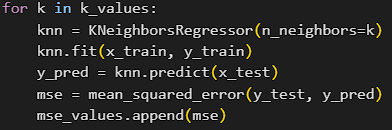 for k in k_values:
    knn = KNeighborsRegressor(n_neighbors=k)
    knn.fit(x_train, y_train)
    y_pred = knn.predict(x_test)
    mse = mean_squared_error(y_test, y_pred)
    mse_values.append(mse)